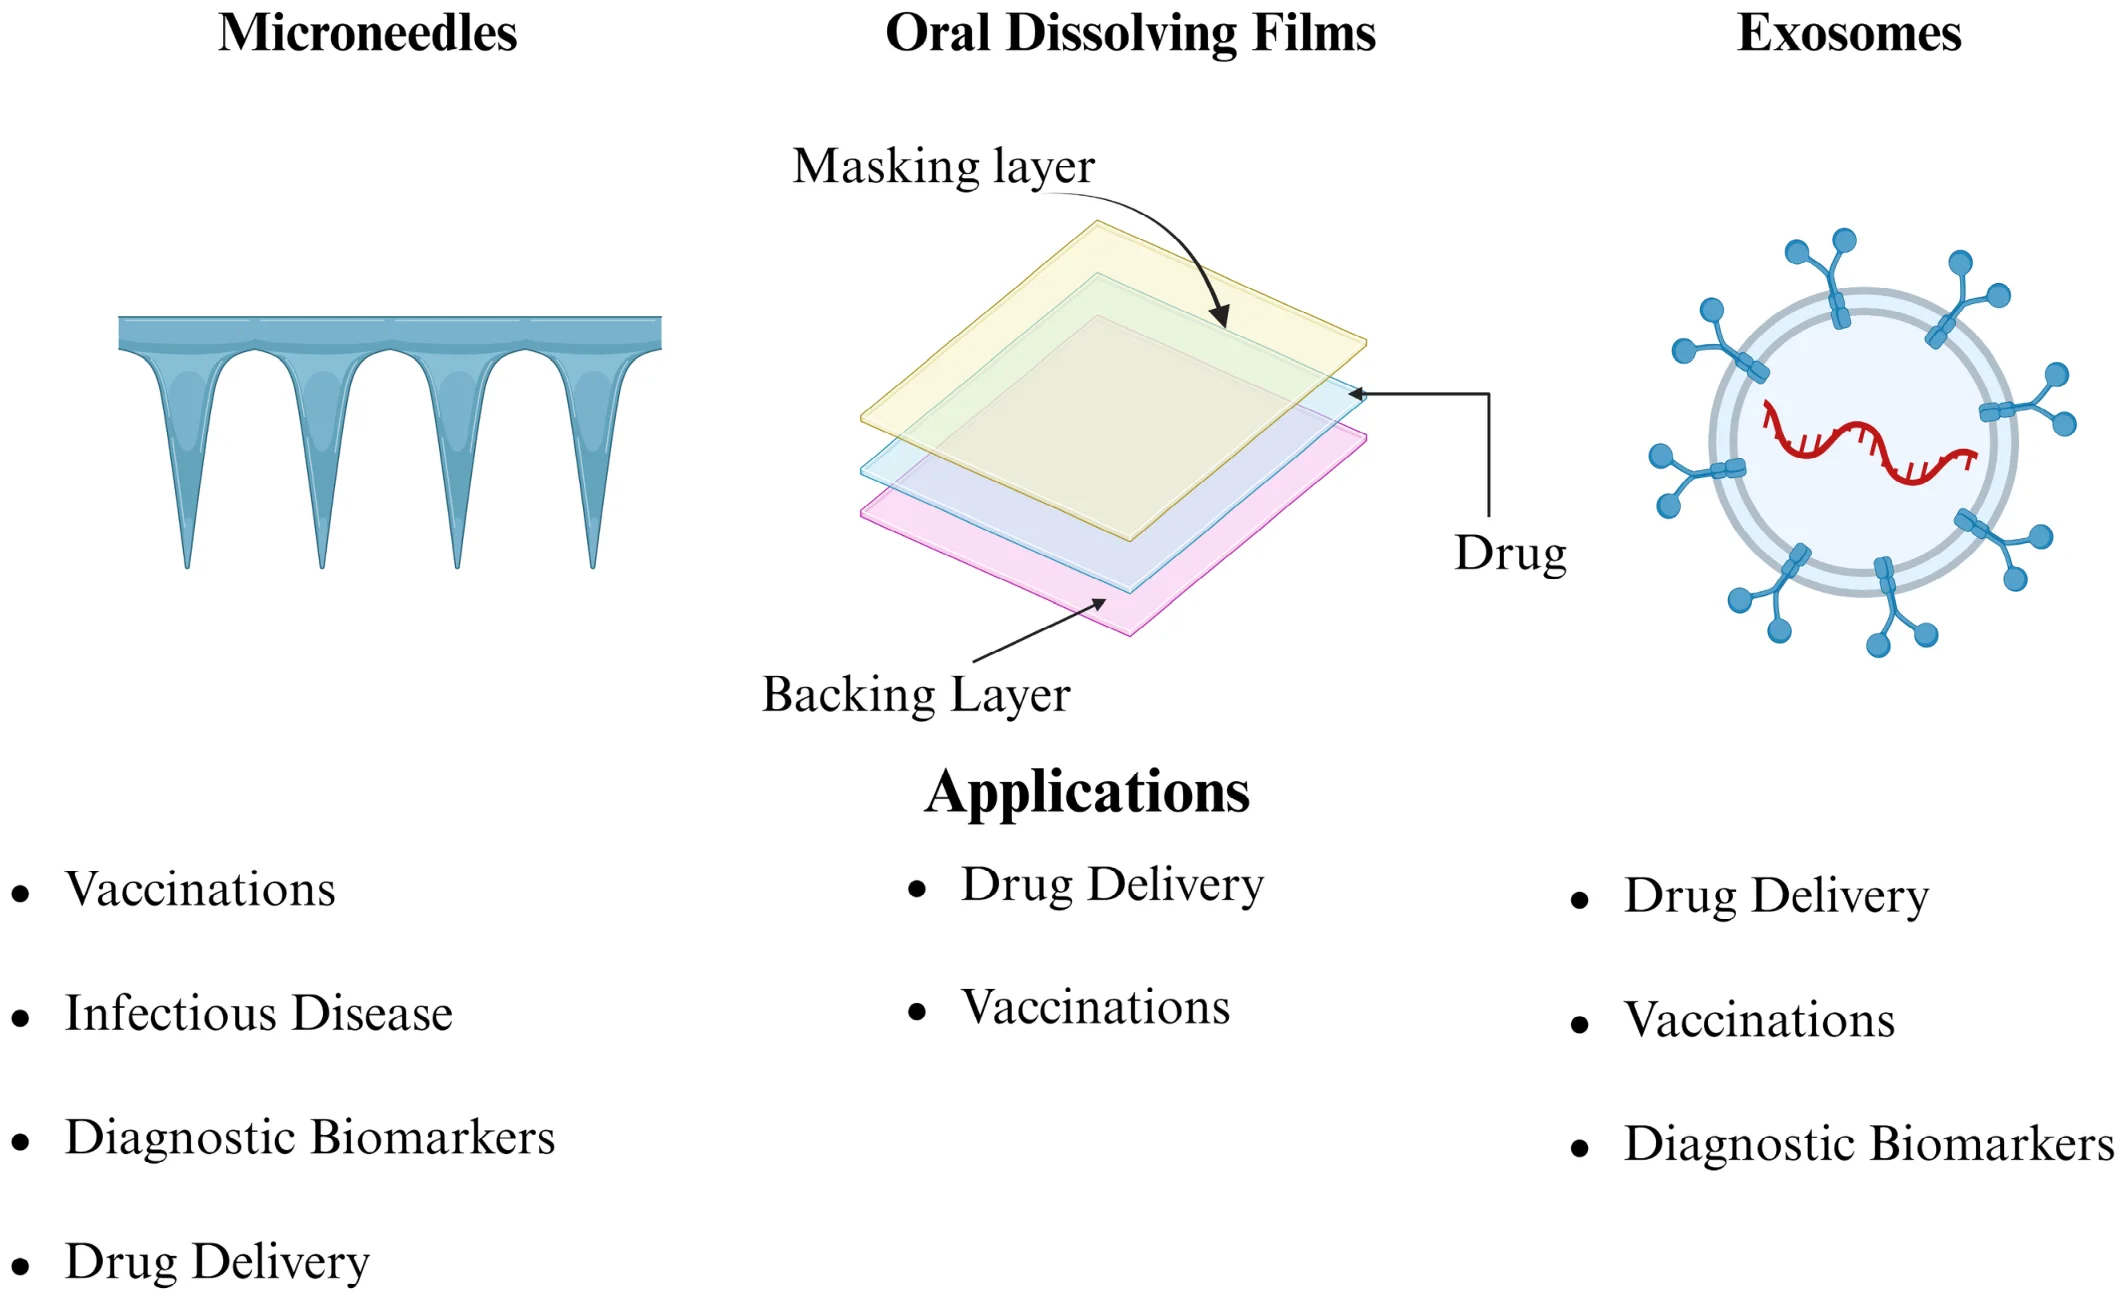 Microneedles
Oral Dissolving Films
Exosomes
Masking layer
Drug
Backing Layer
Applications
• Vaccinations
• Infectious Disease
• Diagnostic Biomarkers
• Drug Delivery
• Drug Delivery
• Vaccinations
• Drug Delivery
• Vaccinations
• Diagnostic Biomarkers